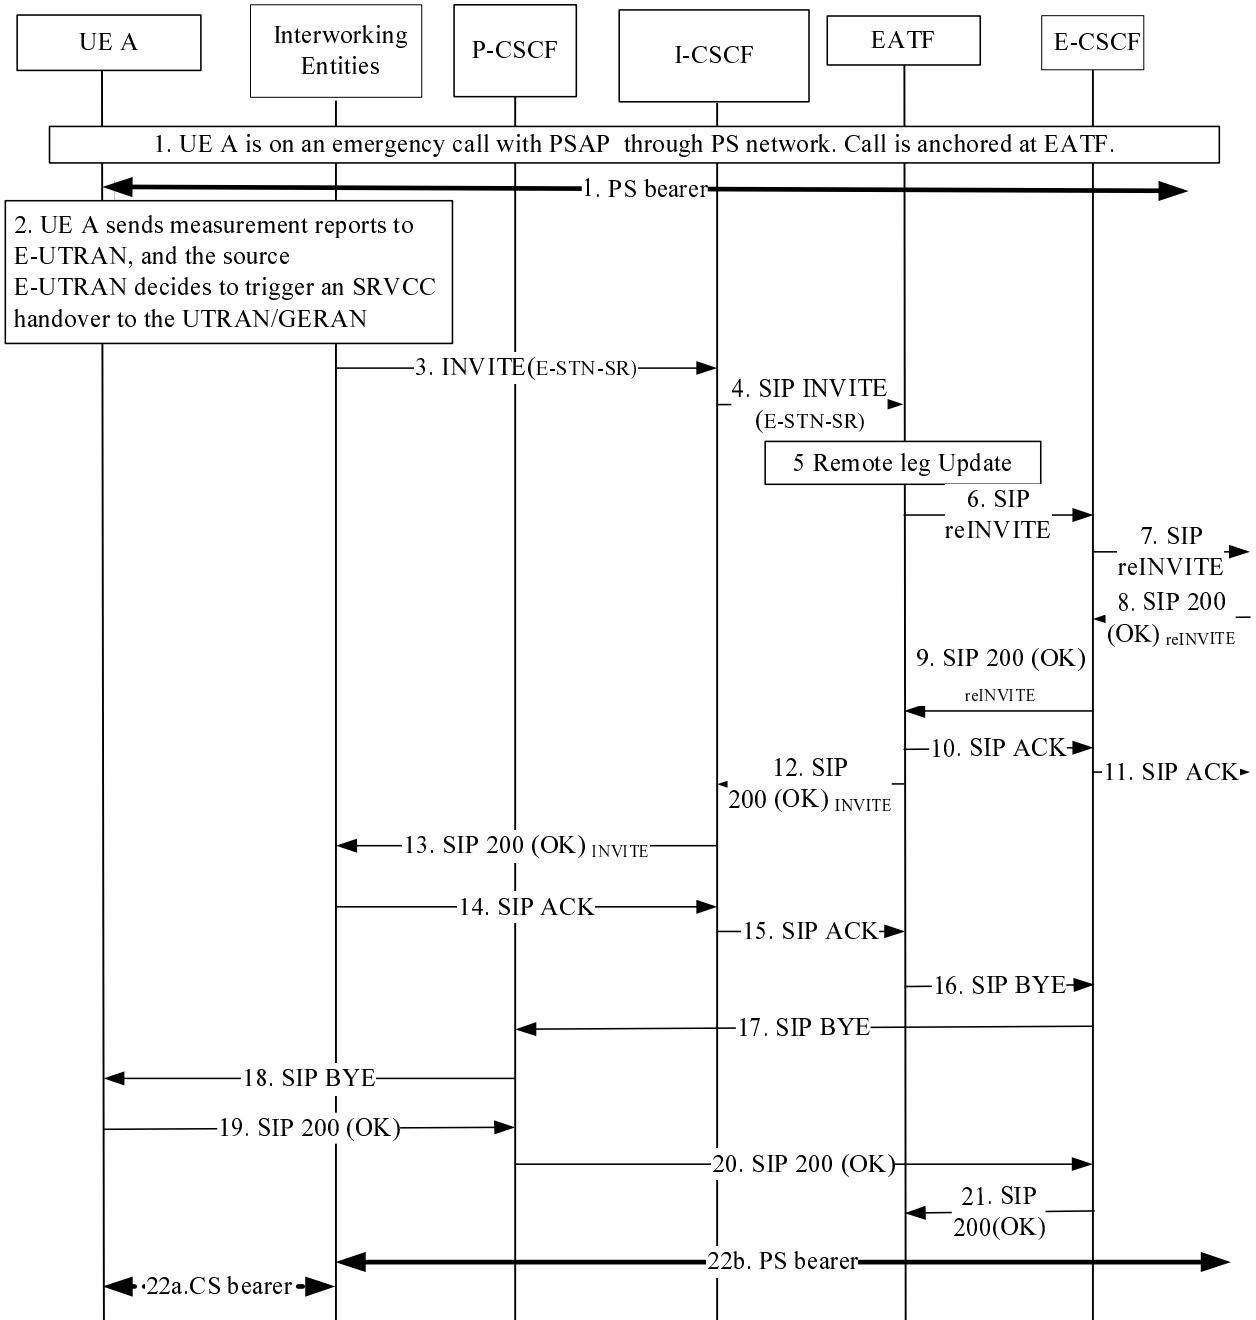 UE A
Interworking
Entities
P-CSCF
I-CSCF
EATF
E-CSCF
1. UE A is on an emergency call with PSAP through PS network. Call is anchored at EATF.
1. PS bearer
2. UE A sends measurement reports to
E-UTRAN, and the source
E-UTRAN decides to trigger an SRVCC
handover to the UTRAN/GERAN
3. INVITE(E-STN-SR)
4. SIP INVITE
(E-STN-SR)
5 Remote leg Update
6. SIP
reINVITE
7. SIP
reINVITE
8. SIP 200
(OK) reINVITE
9. SIP 200 (OK)
reINVITE
10. SIP ACK
11. SIP ACK
12. SIP
200 (OK) INVITE
13. SIP 200 (OK) INVITE
14. SIP ACK
15. SIP ACK
16. SIP BYE
17. SIP BYE
18. SIP BYE
19. SIP 200 (OK)
20. SIP 200 (OK)
21. SIP
200(OK)
22b. PS bearer
22a.CS bearer